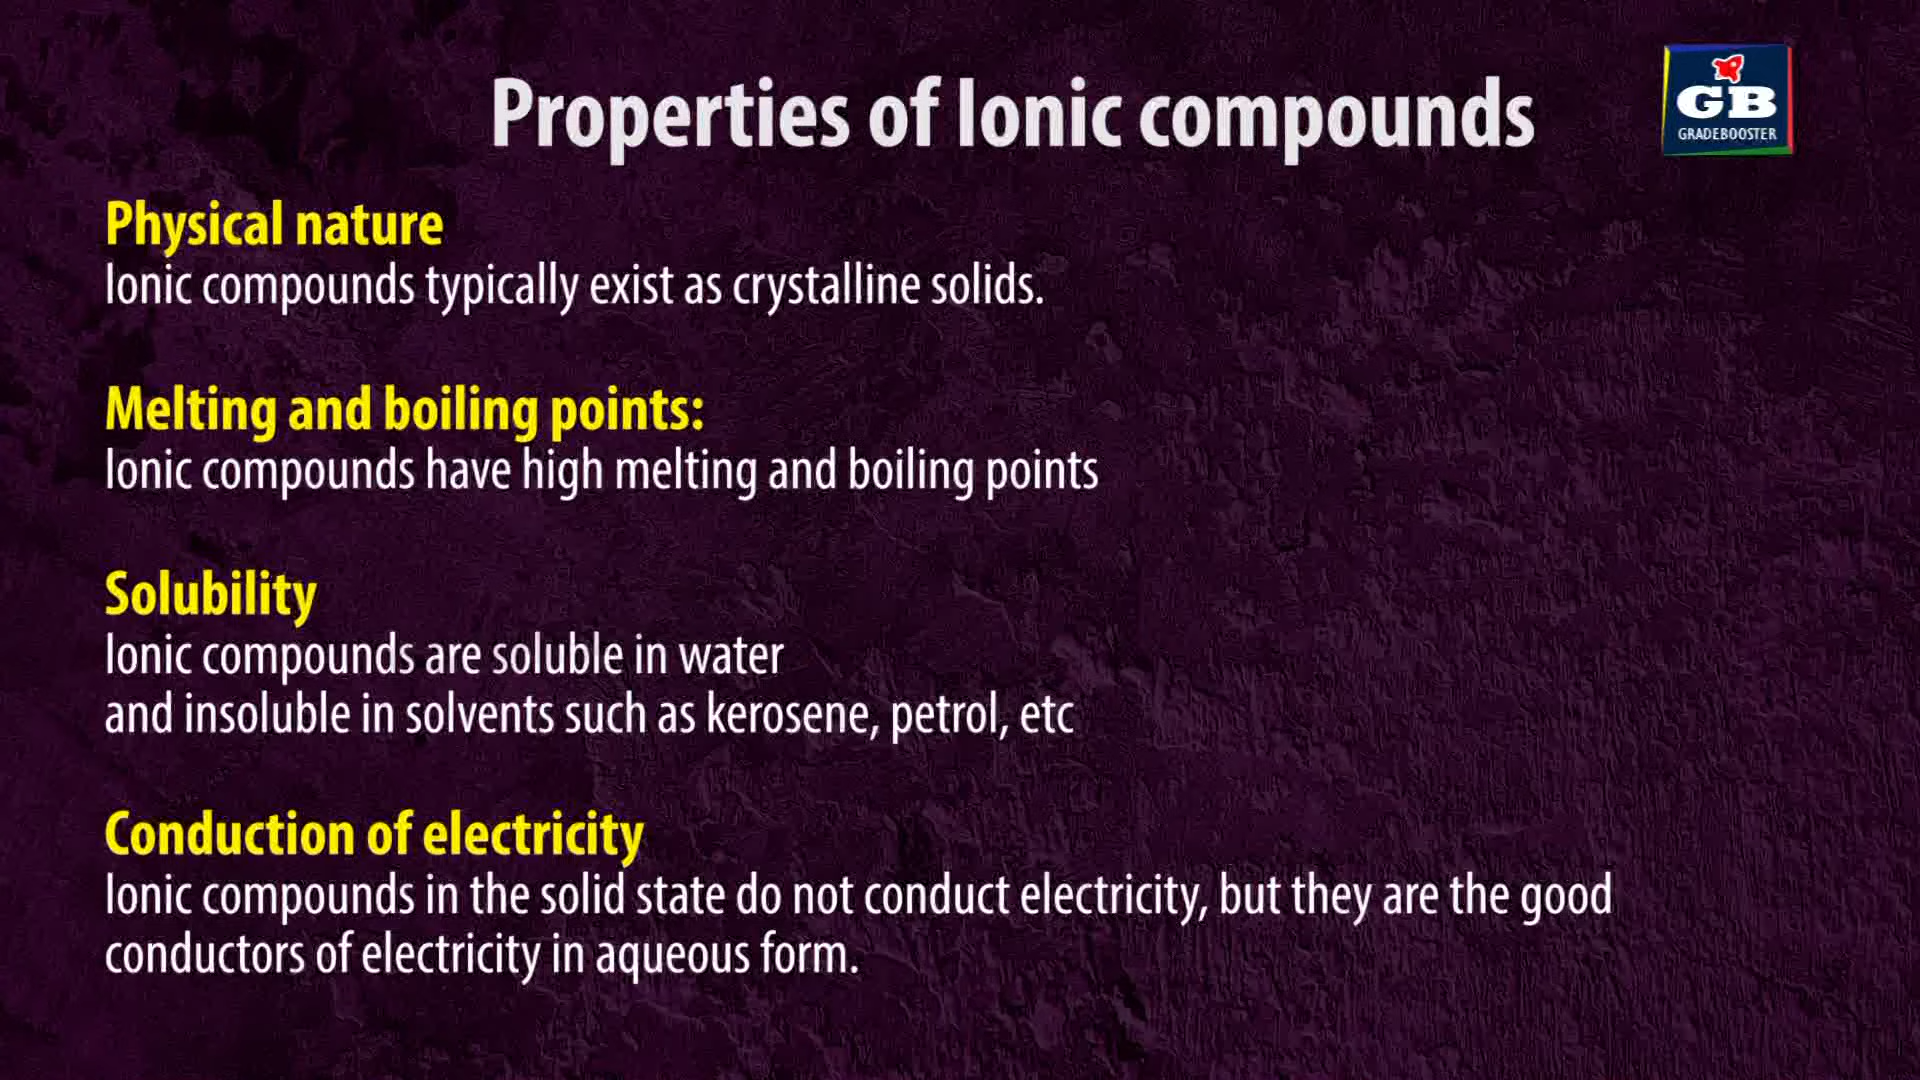 Properties of Ionic compounds
GB
GRADEBOOSTER
Physical nature
Ionic compounds typically exist as crystalline solids.
Melting and boiling points:
Ionic compounds have high melting and boiling points
Solubility
Ionic compounds are soluble in water
and insoluble in solvents such as kerosene, petrol, etc
Conduction of electricity
Ionic compounds in the solid state do not conduct electricity, but they are the good
conductors of electricity in aqueous form.